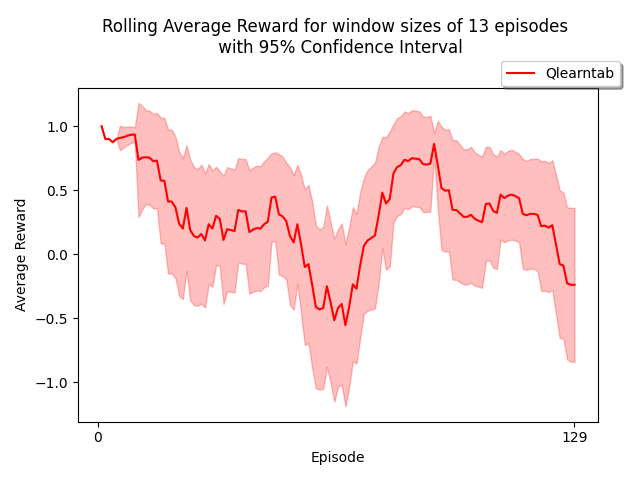 Rolling Average Reward for window sizes of 13 episodes
with 95% Confidence Interval
Qlearntab
1.0
0.5
0.0
−0.5
−1.0
Average Reward
0
129
Episode